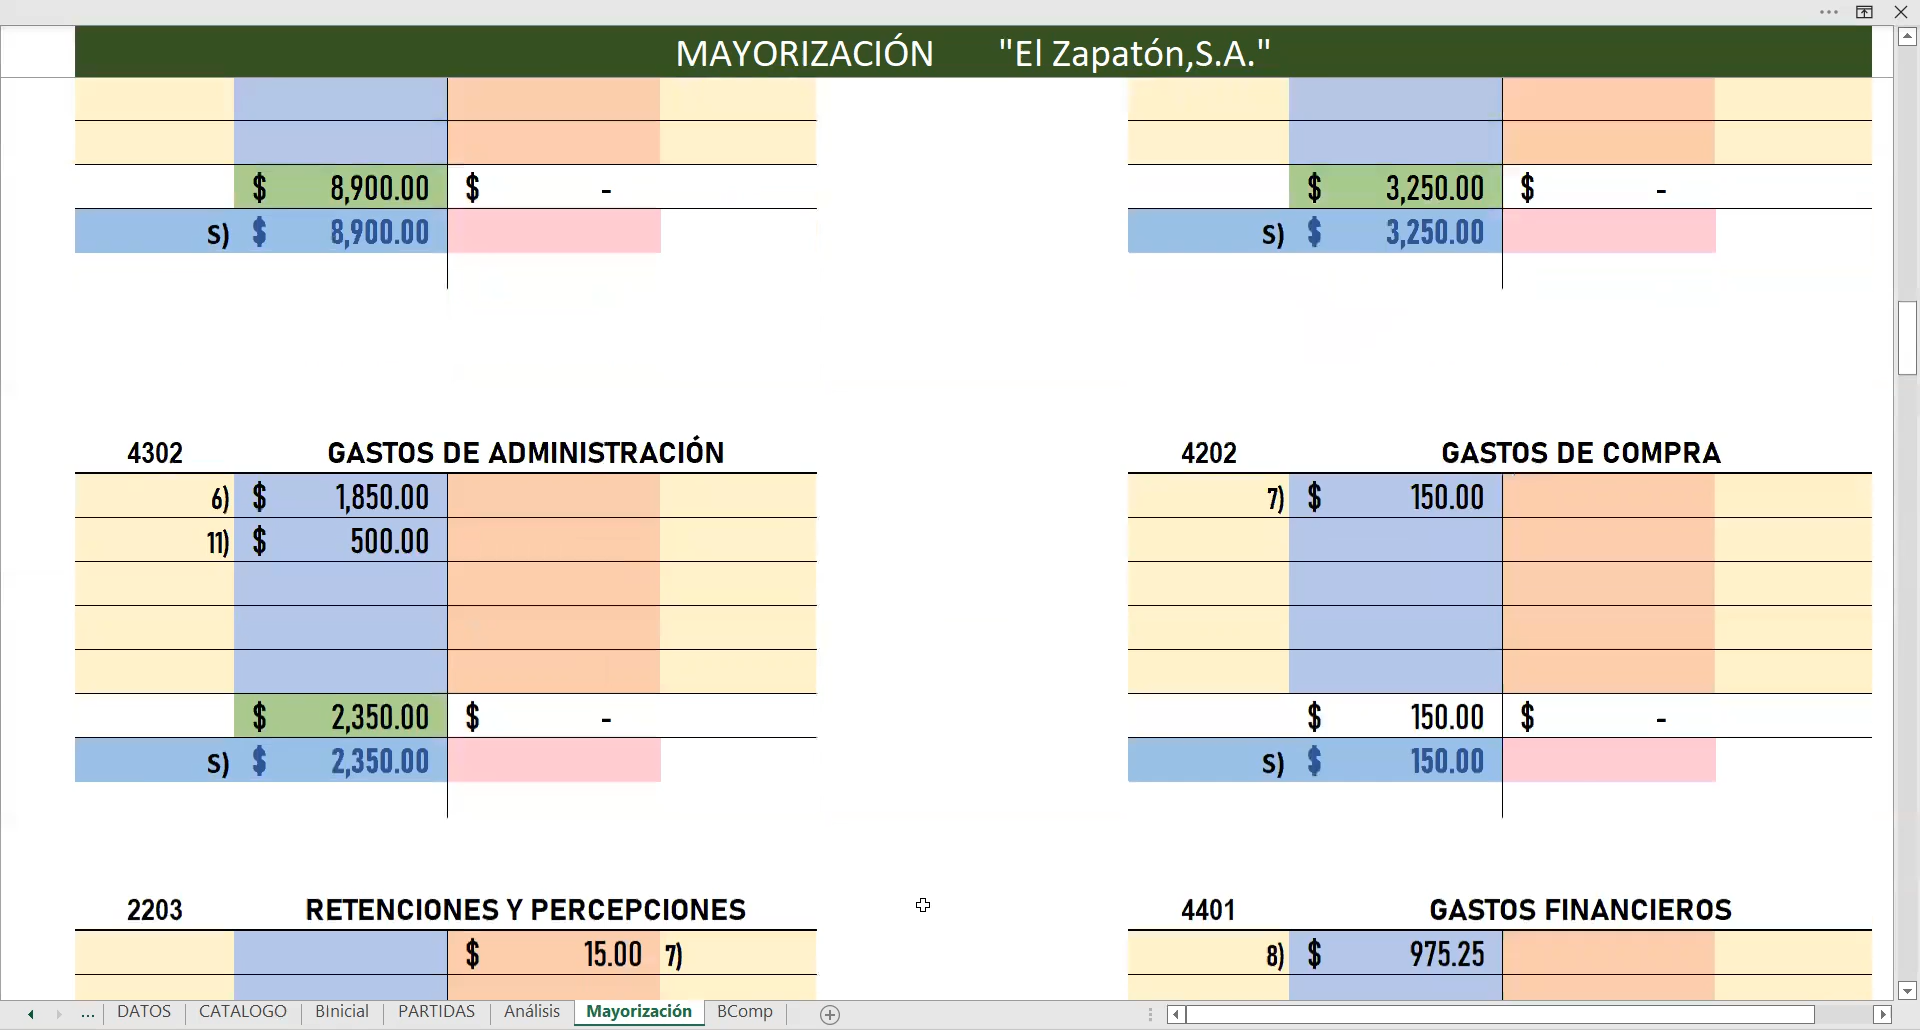 MAYORIZACIÓN "El Zapatón,S.A."
$ 8,900.00 $ -
S) $ 8,900.00
$ 3,250.00 $ -
S) $ 3,250.00
4302 GASTOS DE ADMINISTRACIÓN
6) $ 1,850.00
11) $ 500.00
$ 2,350.00 $ -
S) $ 2,350.00
4202 GASTOS DE COMPRA
7) $ 150.00
$ 150.00 $ -
S) $ 150.00
2203 RETENCIONES Y PERCEPCIONES
$ 15.00 7)
4401 GASTOS FINANCIEROS
8) $ 975.25
... DATOS CATALOGO BInicial PARTIDAS Análisis Mayorización BComp